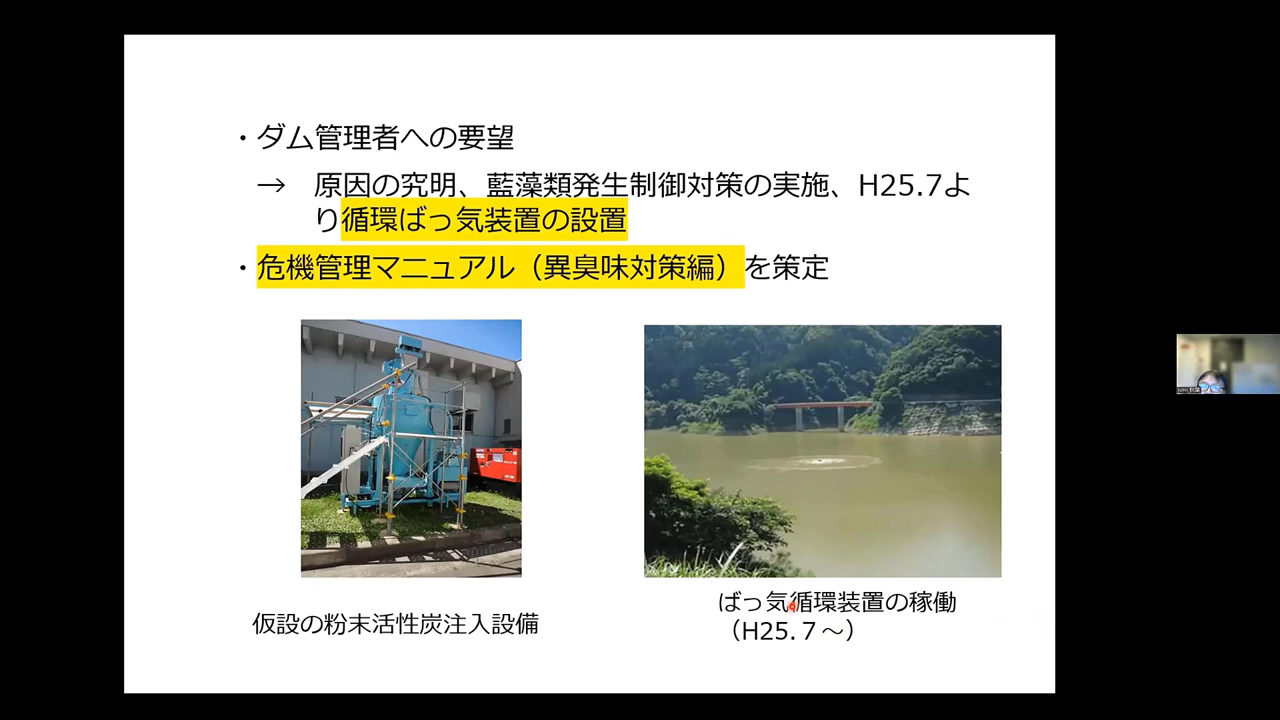 ・ダム管理者への要望
→ 原因の究明、藍藻類発生制御対策の実施、H25.7よ
り循環ばっ気装置の設置
・危機管理マニュアル（異臭味対策編）を策定
仮設の粉末活性炭注入設備
ばっ気循環装置の稼働
（H25.７～）